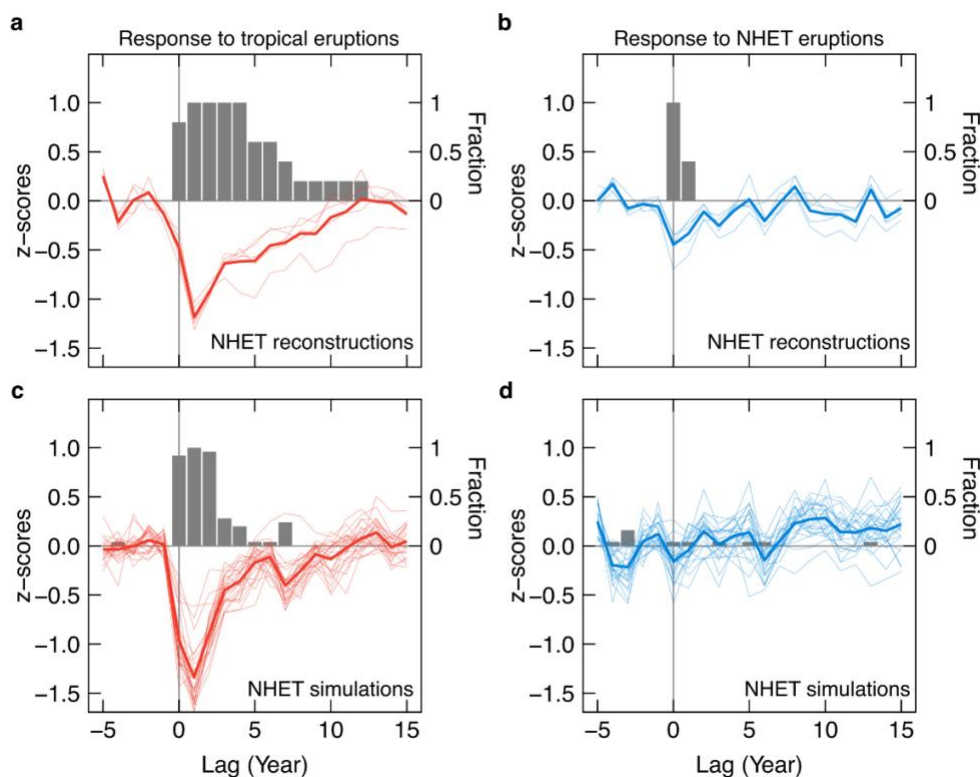 a
Response to tropical eruptions
1.0
0.5
0.0
−0.5
−1.0
−1.5
z−scores
1
0.5
0
Fraction
NHET reconstructions
b
Response to NHET eruptions
1.0
0.5
0.0
−0.5
−1.0
−1.5
z−scores
1
0.5
0
Fraction
NHET reconstructions
c
1.0
0.5
0.0
−0.5
−1.0
−1.5
z−scores
1
0.5
0
Fraction
NHET simulations
−5 0 5 10 15
Lag (Year)
d
1.0
0.5
0.0
−0.5
−1.0
−1.5
z−scores
1
0.5
0
Fraction
NHET simulations
−5 0 5 10 15
Lag (Year)